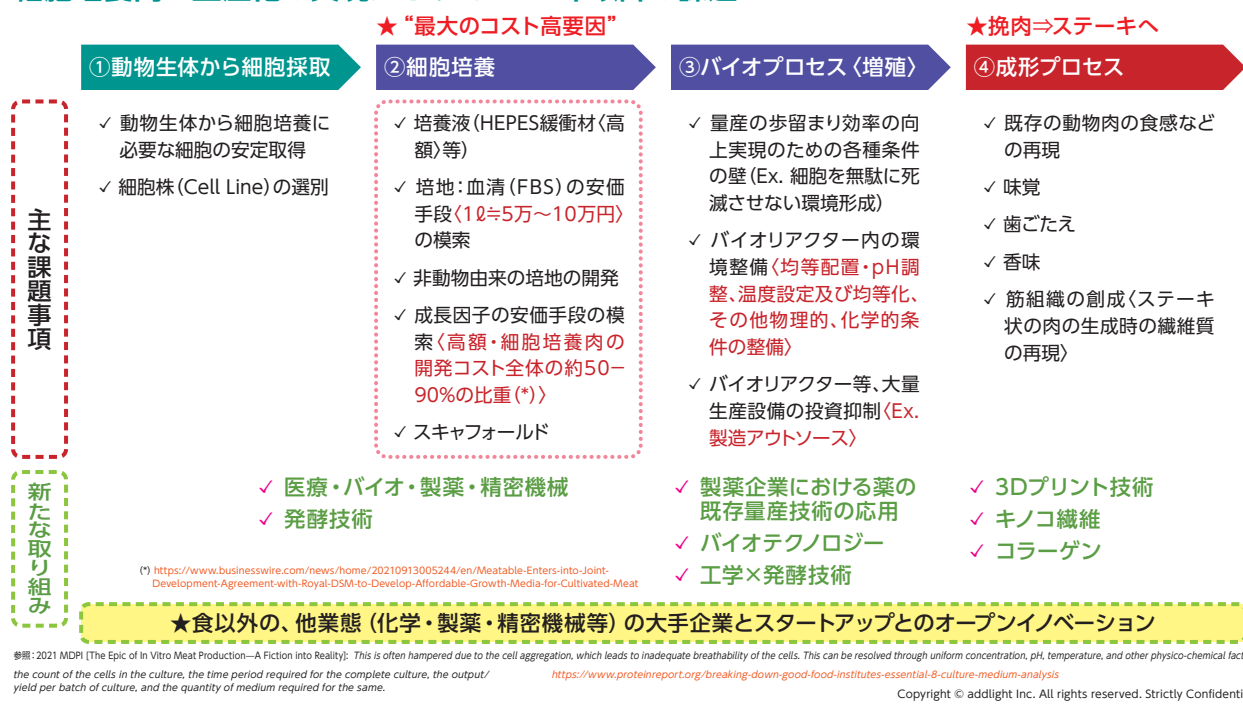 ★ “最大のコスト高要因”
★挽肉⇒ステーキへ
①動物生体から細胞採取
②細胞培養
③バイオプロセス〈増殖〉
④成形プロセス
主な課題事項
✓ 動物生体から細胞培養に
必要な細胞の安定取得
✓ 細胞株(Cell Line)の選別
✓ 培養液(HEPES緩衝材〈高
額〉等)
✓ 培地:血清(FBS)の安価
手段〈1ℓ≒5万〜10万円〉
の模索
✓ 非動物由来の培地の開発
✓ 成長因子の安価手段の模
索〈高額・細胞培養肉の
開発コスト全体の約50−
90%の比重(*)〉
✓ スキャフォールド
✓ 量産の歩留まり効率の向
上実現のための各種条件
の壁(Ex. 細胞を無駄に死
滅させない環境形成)
✓ バイオリアクター内の環
境整備〈均等配置・pH調
整、温度設定及び均等化、
その他物理的、化学的条
件の整備〉
✓ バイオリアクター等、大量
生産設備の投資抑制〈Ex.
製造アウトソース〉
✓ 既存の動物肉の食感など
の再現
✓ 味覚
✓ 歯ごたえ
✓ 香味
✓ 筋組織の創成〈ステーキ
状の肉の生成時の繊維質
の再現〉
新たな取り組み
✓ 医療・バイオ・製薬・精密機械
✓ 発酵技術
(*) https://www.businesswire.com/news/home/20210913005244/en/Meatable-Enters-into-Joint-
Development-Agreement-with-Royal-DSM-to-Develop-Affordable-Growth-Media-for-Cultivated-Meat
✓ 製薬企業における薬の
既存量産技術の応用
✓ バイオテクノロジー
✓ 工学×発酵技術
✓ 3Dプリント技術
✓ キノコ繊維
✓ コラーゲン
★食以外の、他業態(化学・製薬・精密機械等)の大手企業とスタートアップとのオープンイノベーション
参照:2021 MDPI [The Epic of In Vitro Meat Production—A Fiction into Reality]: This is often hampered due to the cell aggregation, which leads to inadequate breathability of the cells. This can be resolved through uniform concentration, pH, temperature, and other physico-chemical fact
the count of the cells in the culture, the time period required for the complete culture, the output/
yield per batch of culture, and the quantity of medium required for the same.
https://www.proteinreport.org/breaking-down-good-food-institutes-essential-8-culture-medium-analysis
Copyright © addlight Inc. All rights reserved. Strictly Confidenti